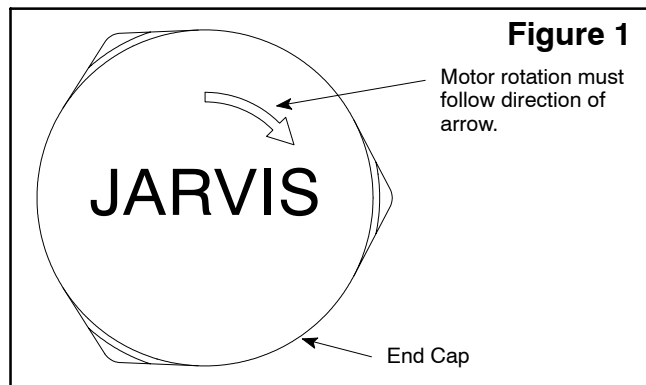 Figure 1
Motor rotation must
follow direction of
arrow.
JARVIS
End Cap